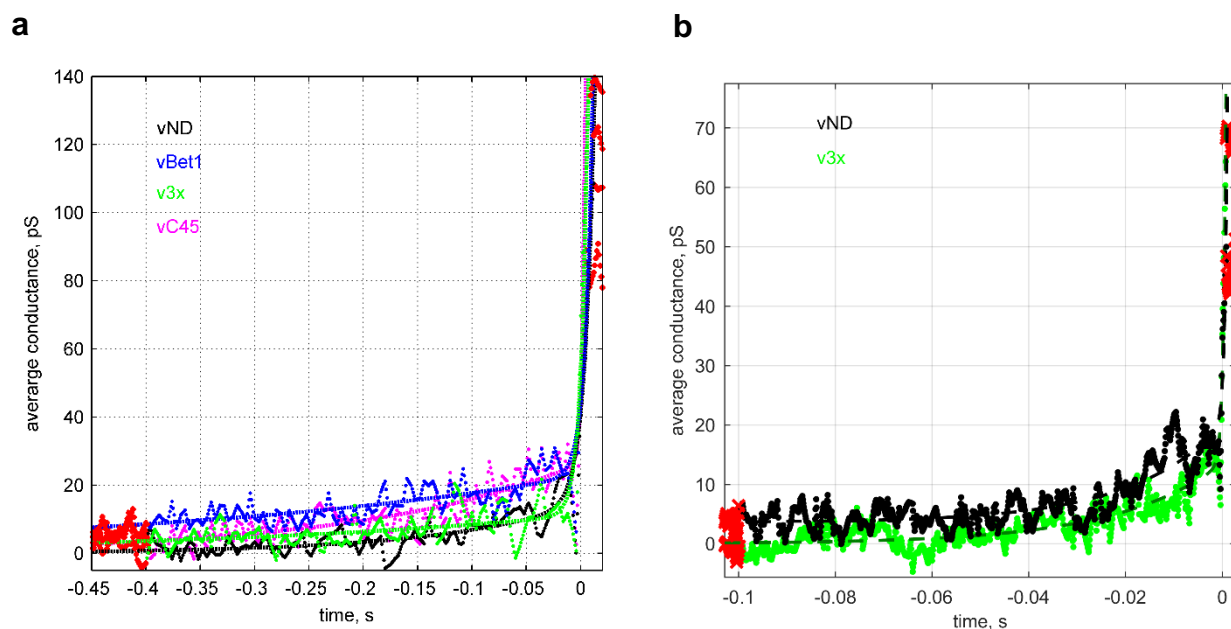 a
140
120
100
80
60
40
20
0
averarge conductance, pS
vND
vBet1
v3x
vC45
-0.45 -0.4 -0.35 -0.3 -0.25 -0.2 -0.15 -0.1 -0.05 0
time, s
b
70
60
50
40
30
20
10
0
average conductance, pS
vND
v3x
-0.1 -0.08 -0.06 -0.04 -0.02 0
time, s